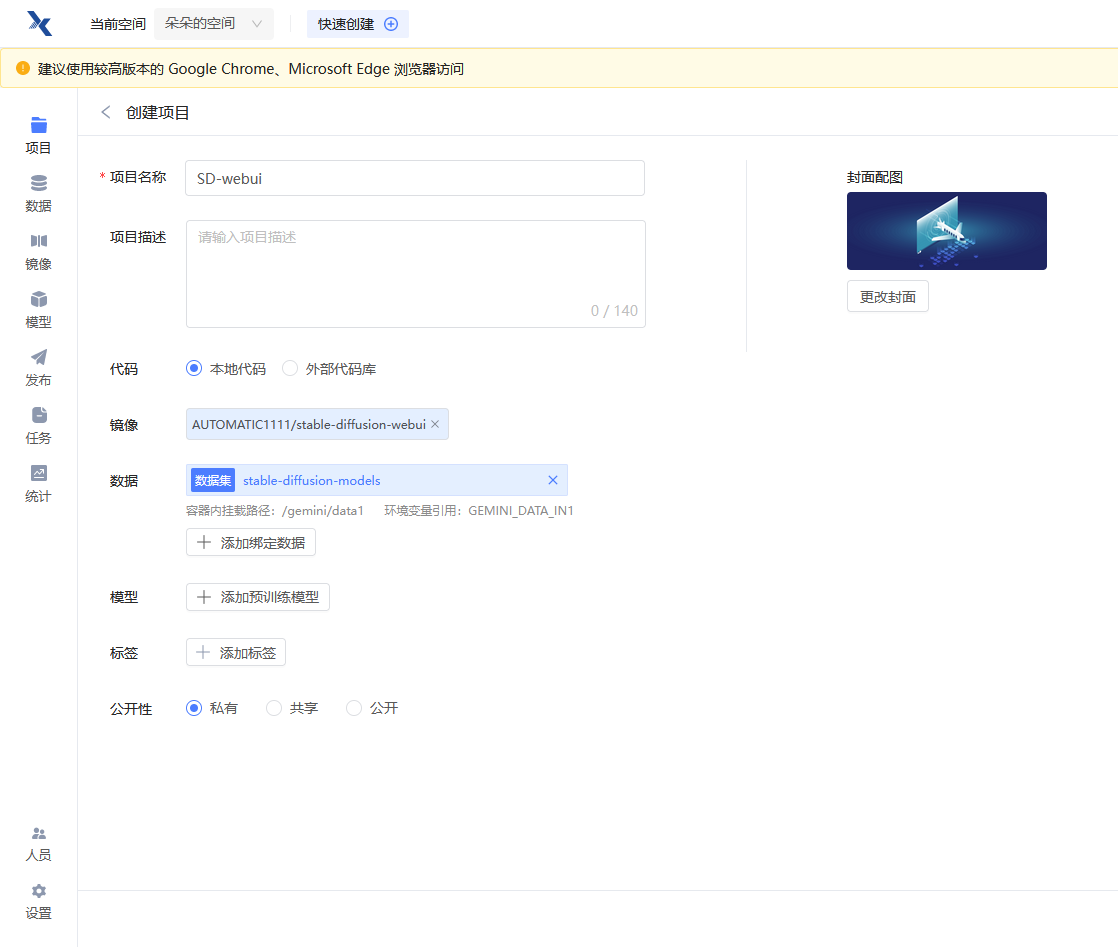 当前空间 朵朵的空间 快速创建
建议使用较高版本的 Google Chrome、Microsoft Edge 浏览器访问
项目
数据
镜像
模型
发布
任务
统计
人员
设置
创建项目
* 项目名称 SD-webui
项目描述 请输入项目描述
0 / 140
代码 本地代码 外部代码库
镜像 AUTOMATIC1111/stable-diffusion-webui ×
数据 数据集 stable-diffusion-models ×
容器内挂载路径：/gemini/data1 环境变量引用：GEMINI_DATA_IN1
+ 添加绑定数据
模型 + 添加预训练模型
标签 + 添加标签
公开性 私有 共享 公开
封面配图
更改封面